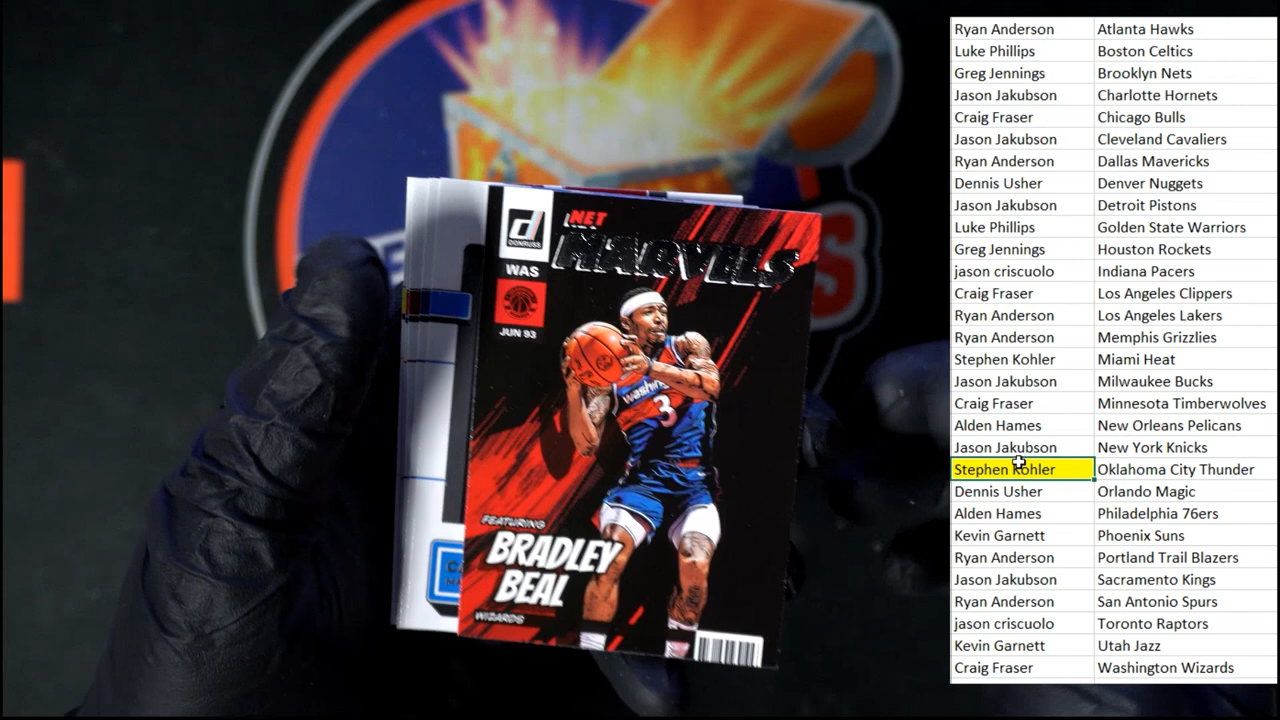 DONRUSS
NET
MARVELS
WAS
JUN 93
3
FEATURING
BRADLEY
BEAL
WIZARDS
S
Ryan Anderson Atlanta Hawks
Luke Phillips Boston Celtics
Greg Jennings Brooklyn Nets
Jason Jakubson Charlotte Hornets
Craig Fraser Chicago Bulls
Jason Jakubson Cleveland Cavaliers
Ryan Anderson Dallas Mavericks
Dennis Usher Denver Nuggets
Jason Jakubson Detroit Pistons
Luke Phillips Golden State Warriors
Greg Jennings Houston Rockets
jason criscuolo Indiana Pacers
Craig Fraser Los Angeles Clippers
Ryan Anderson Los Angeles Lakers
Ryan Anderson Memphis Grizzlies
Stephen Kohler Miami Heat
Jason Jakubson Milwaukee Bucks
Craig Fraser Minnesota Timberwolves
Alden Hames New Orleans Pelicans
Jason Jakubson New York Knicks
Stephen Kohler Oklahoma City Thunder
Dennis Usher Orlando Magic
Alden Hames Philadelphia 76ers
Kevin Garnett Phoenix Suns
Ryan Anderson Portland Trail Blazers
Jason Jakubson Sacramento Kings
Ryan Anderson San Antonio Spurs
jason criscuolo Toronto Raptors
Kevin Garnett Utah Jazz
Craig Fraser Washington Wizards